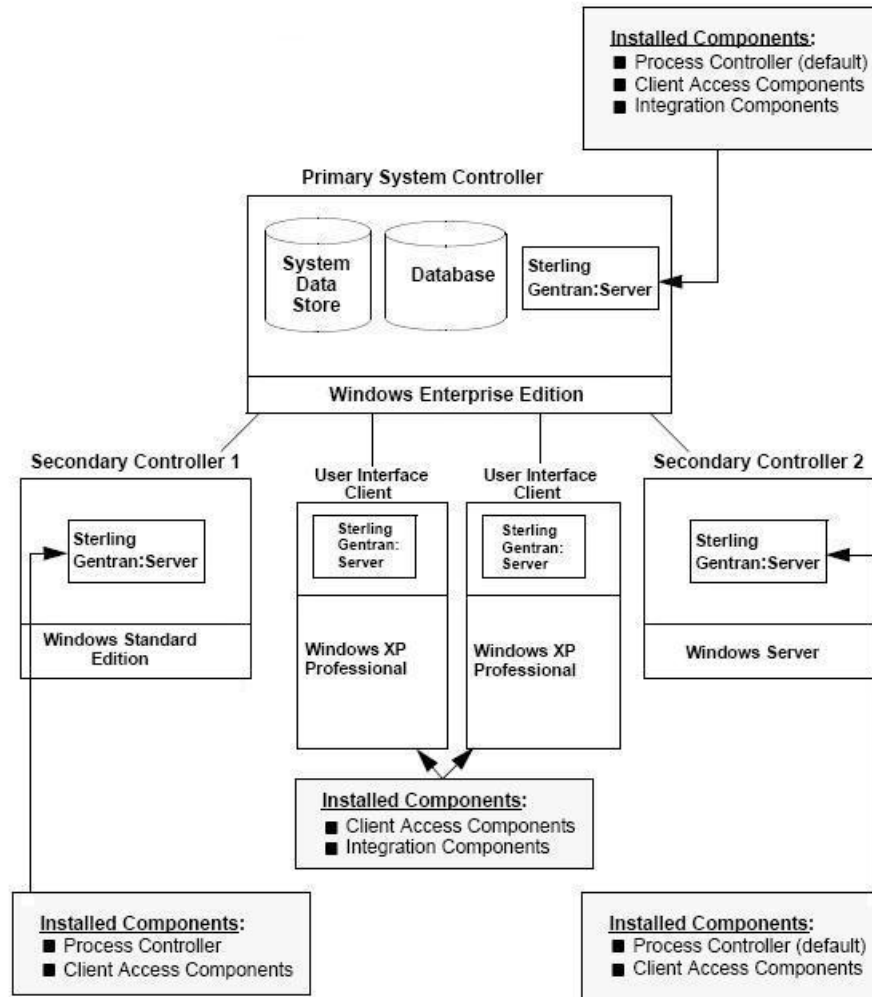 Installed Components:
■ Process Controller (default)
■ Client Access Components
■ Integration Components
Primary System Controller
System
Data
Store
Database
Sterling
Gentran:Server
Windows Enterprise Edition
Secondary Controller 1
Sterling
Gentran:Server
Windows Standard
Edition
User Interface
Client
Sterling
Gentran:
Server
Windows XP
Professional
User Interface
Client
Sterling
Gentran:
Server
Windows XP
Professional
Secondary Controller 2
Sterling
Gentran:Server
Windows Server
Installed Components:
■ Client Access Components
■ Integration Components
Installed Components:
■ Process Controller
■ Client Access Components
Installed Components:
■ Process Controller (default)
■ Client Access Components